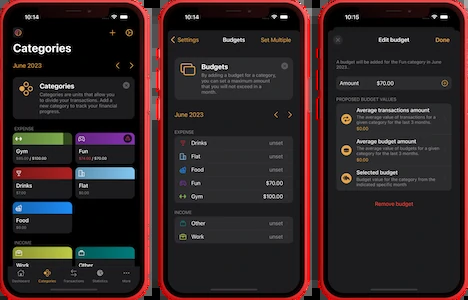 10:14
Categories
June 2023
Categories
Categories are units that allow you
to divide your transactions. Add a
new category to track your financial
progress.
EXPENSE
Gym
/ $100.00
Fun
/ $70.00
Drinks
$7.00
Flat
$0.00
Food
$0.00
INCOME
Work
Other
Dashboard
Categories
Transactions
Statistics
More
10:14
Settings
Budgets
Set Multiple
Budgets
By adding a budget for a category,
you can set a maximum amount
that you will not exceed in a
month.
June 2023
EXPENSE
Drinks unset
Flat unset
Food unset
Fun $70.00
Gym $100.00
INCOME
Other unset
Work unset
10:15
Edit budget
Done
A budget will be added for the Fun category in June
2023.
Amount $70.00
PROPOSED BUDGET VALUES
Average transactions amount
The average value of transactions for a
given category for the last 3 months.
$0.00
Average budget amount
The average value of budgets for a given
category for the last 3 months.
$0.00
Selected budget
Budget value for the category from the
indicated specific month
Remove budget